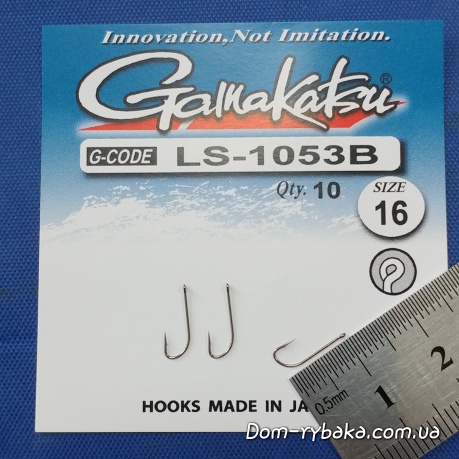 Innovation, Not Imitation.
Gamakatsu®
G-CODE LS-1053B
Qty. 10
SIZE
16
1 2
0.5mm
HOOKS MADE IN JA
Dom-rybaka.com.ua